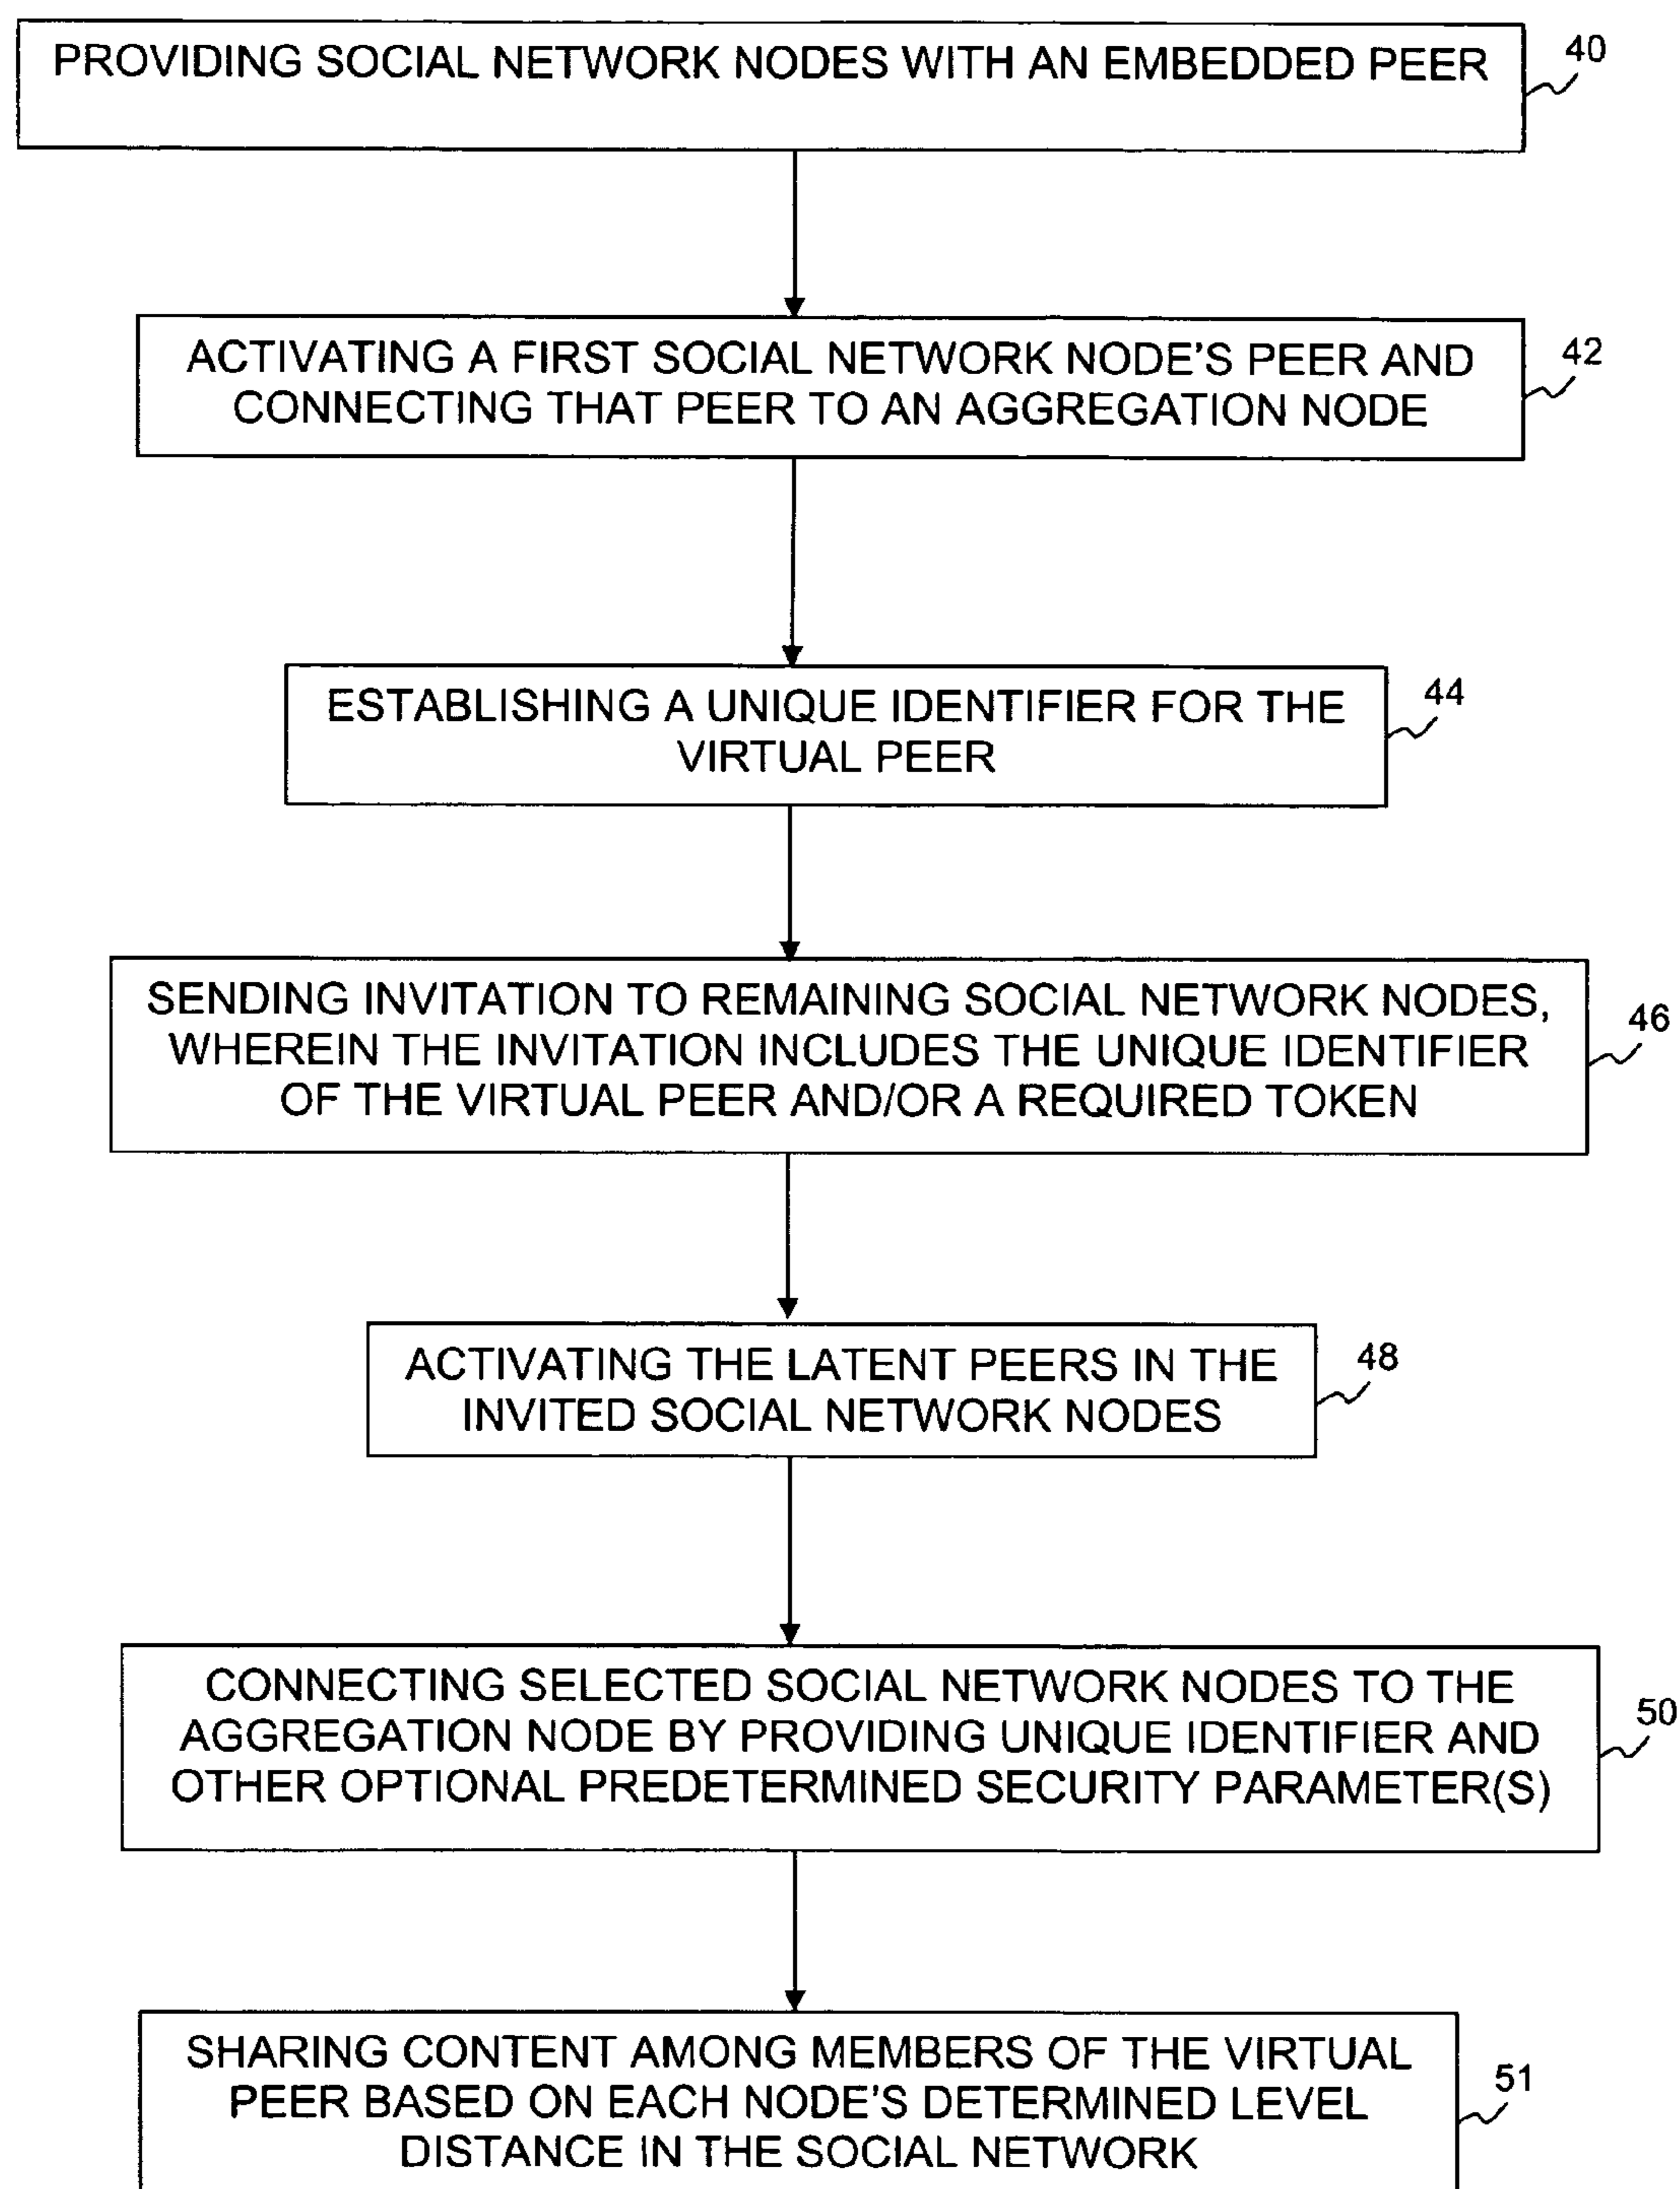 PROVIDING SOCIAL NETWORK NODES WITH AN EMBEDDED PEER
40
ACTIVATING A FIRST SOCIAL NETWORK NODE'S PEER AND
CONNECTING THAT PEER TO AN AGGREGATION NODE
42
ESTABLISHING A UNIQUE IDENTIFIER FOR THE
VIRTUAL PEER
44
SENDING INVITATION TO REMAINING SOCIAL NETWORK NODES,
WHEREIN THE INVITATION INCLUDES THE UNIQUE IDENTIFIER
OF THE VIRTUAL PEER AND/OR A REQUIRED TOKEN
46
ACTIVATING THE LATENT PEERS IN THE
INVITED SOCIAL NETWORK NODES
48
CONNECTING SELECTED SOCIAL NETWORK NODES TO THE
AGGREGATION NODE BY PROVIDING UNIQUE IDENTIFIER AND
OTHER OPTIONAL PREDETERMINED SECURITY PARAMETER(S)
50
SHARING CONTENT AMONG MEMBERS OF THE VIRTUAL
PEER BASED ON EACH NODE'S DETERMINED LEVEL
DISTANCE IN THE SOCIAL NETWORK
51